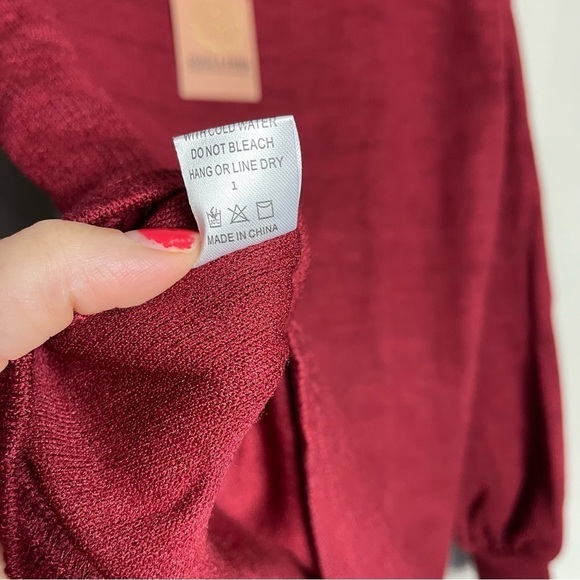 WITH COLD WATER
DO NOT BLEACH
HANG OR LINE DRY
1
MADE IN CHINA